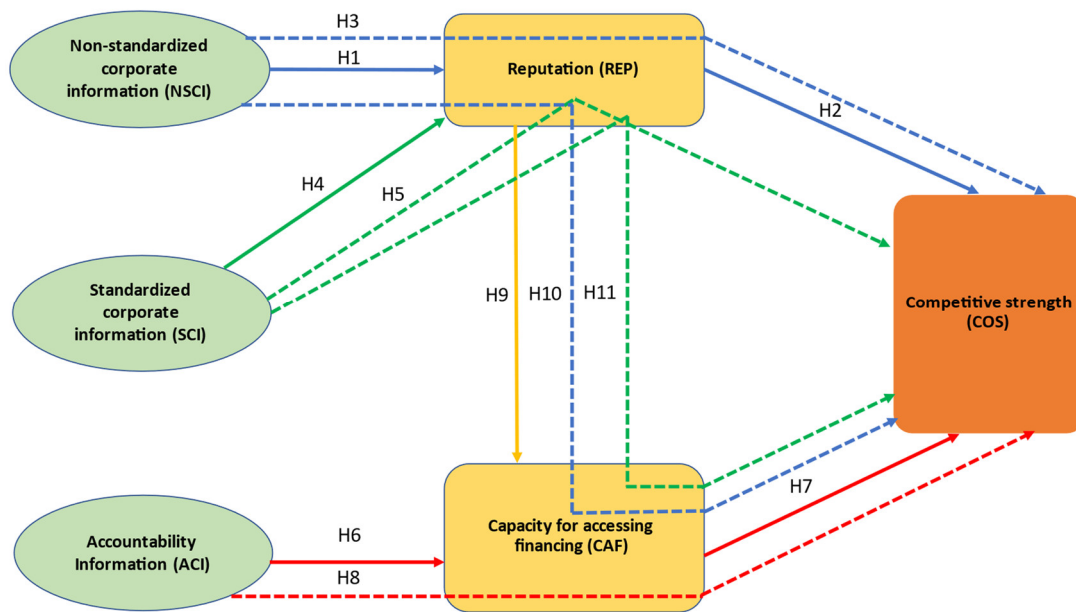 H3
Non-standardized
corporate
information (NSCI)
H1
Reputation (REP)
H2
H4
H5
Standardized
corporate
information (SCI)
H9
H10
H11
Competitive strength
(COS)
H7
Capacity for accessing
financing (CAF)
Accountability
Information (ACI)
H6
H8